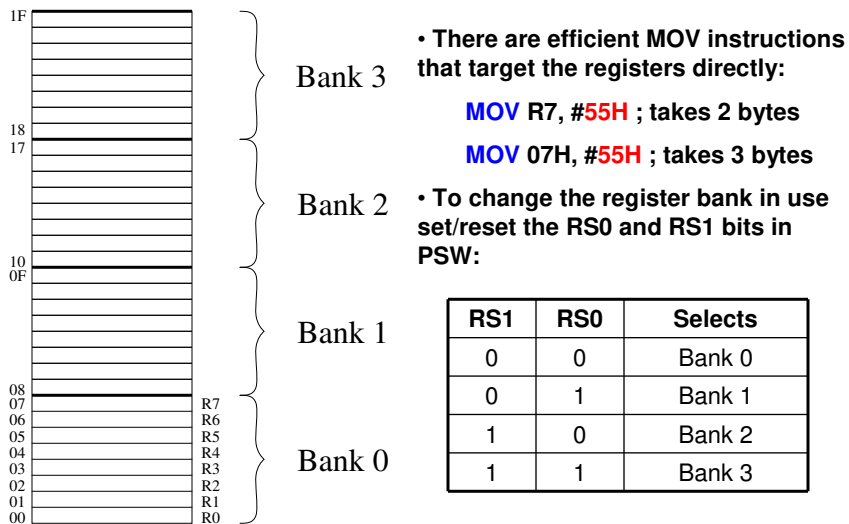 1F
18
17
10
0F
08
07 R7
06 R6
05 R5
04 R4
03 R3
02 R2
01 R1
00 R0
Bank 3
Bank 2
Bank 1
Bank 0
• There are efficient MOV instructions
that target the registers directly:
MOV R7, #55H ; takes 2 bytes
MOV 07H, #55H ; takes 3 bytes
• To change the register bank in use
set/reset the RS0 and RS1 bits in
PSW:
RS1 RS0 Selects
0 0 Bank 0
0 1 Bank 1
1 0 Bank 2
1 1 Bank 3